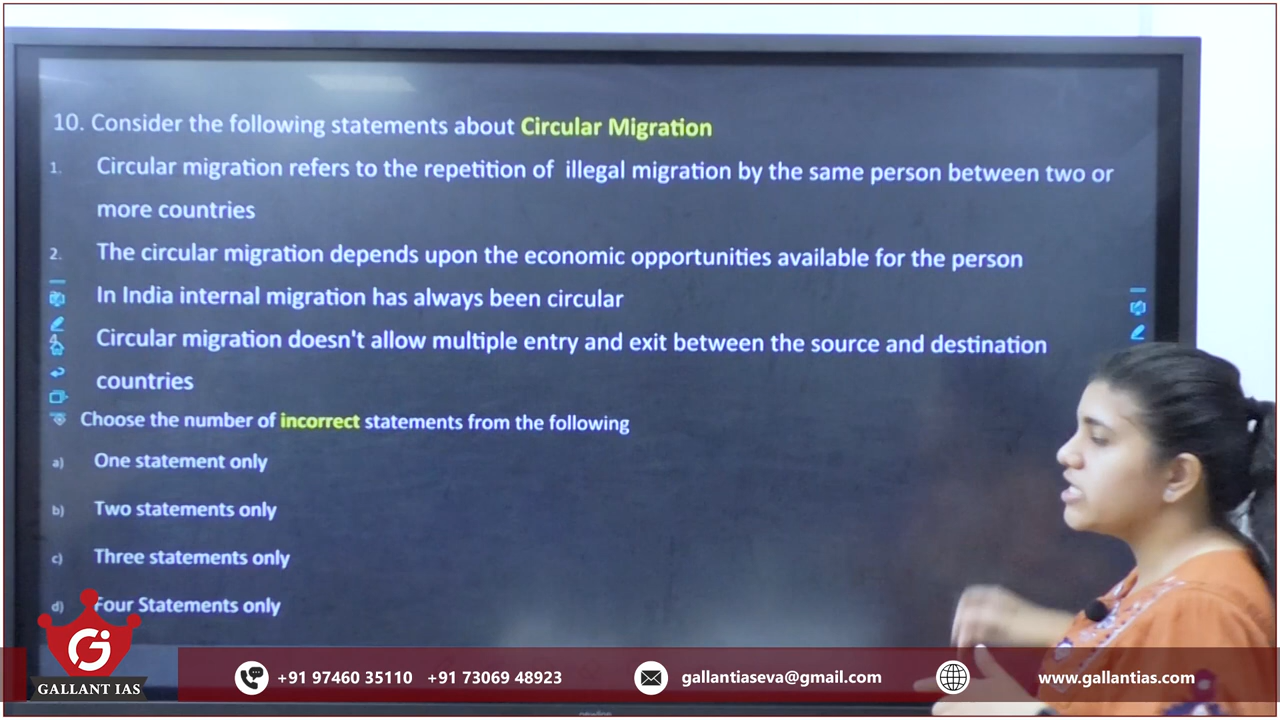 10. Consider the following statements about Circular Migration
1. Circular migration refers to the repetition of illegal migration by the same person between two or
more countries
2. The circular migration depends upon the economic opportunities available for the person
In India internal migration has always been circular
4. Circular migration doesn't allow multiple entry and exit between the source and destination
countries
Choose the number of incorrect statements from the following
a) One statement only
b) Two statements only
c) Three statements only
d) Four Statements only
GALLANT IAS
+91 97460 35110 +91 73069 48923
gallantiaseva@gmail.com
www.gallantias.com